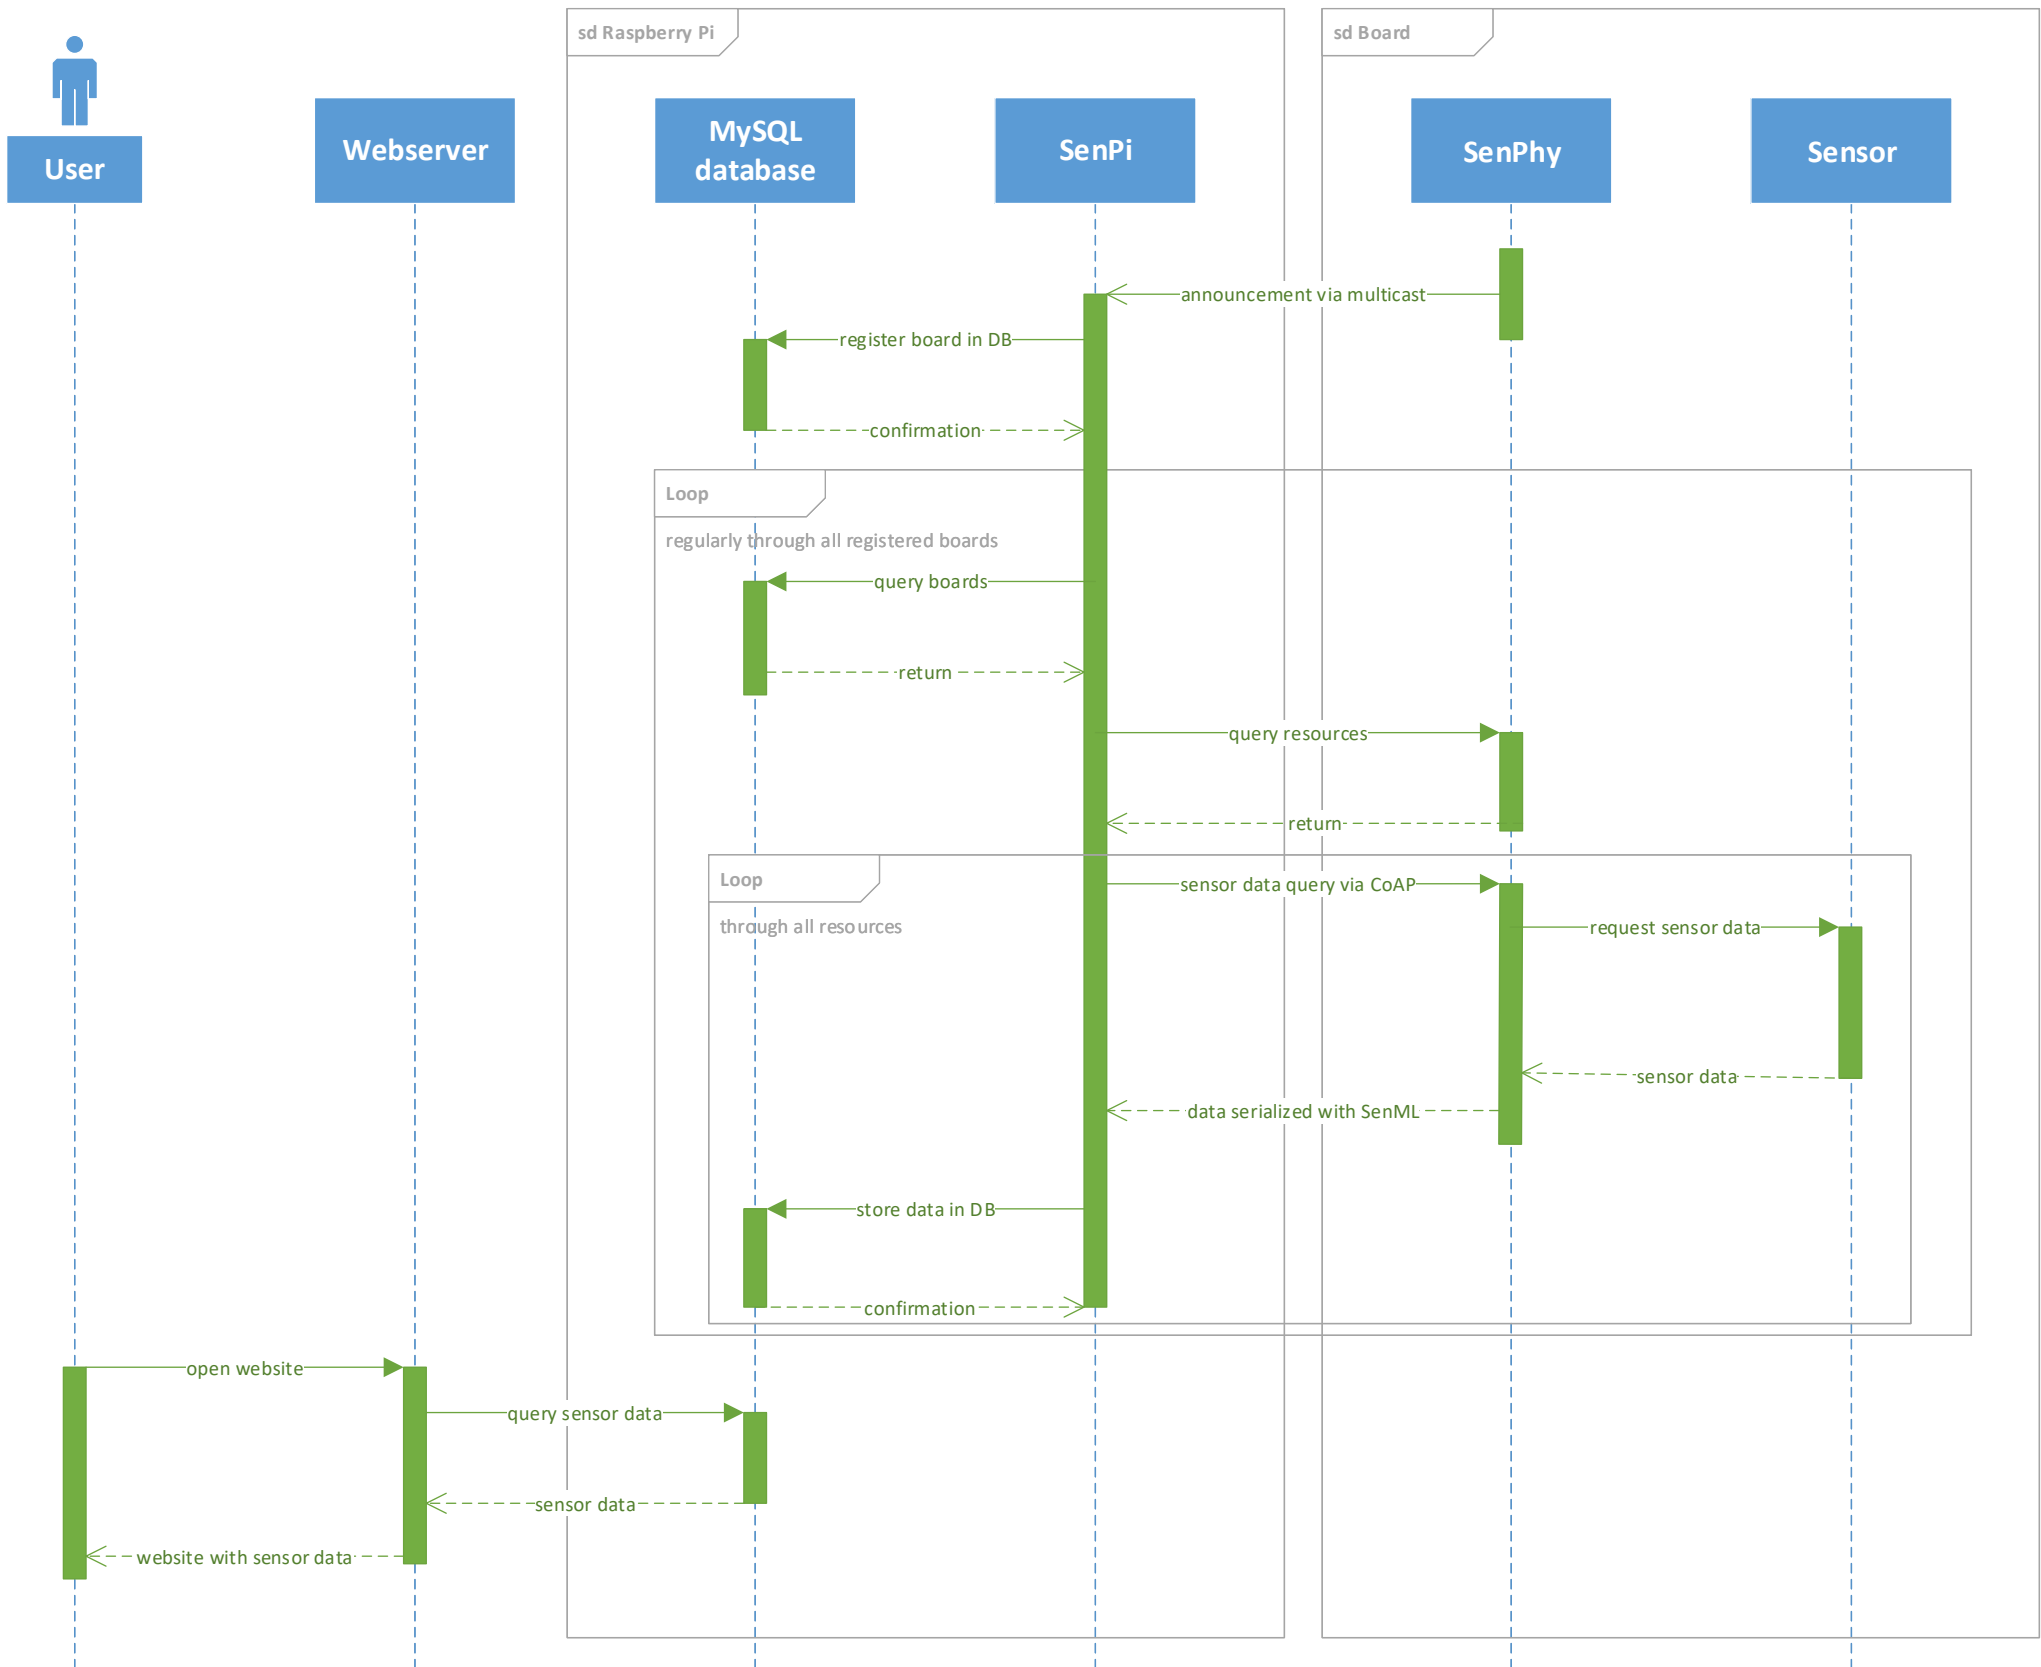 sd Raspberry Pi
sd Board
User
Webserver
MySQL
database
SenPi
SenPhy
Sensor
announcement via multicast
register board in DB
confirmation
Loop
regularly through all registered boards
query boards
return
query resources
return
Loop
sensor data query via CoAP
through all resources
request sensor data
sensor data
data serialized with SenML
store data in DB
confirmation
open website
query sensor data
sensor data
website with sensor data